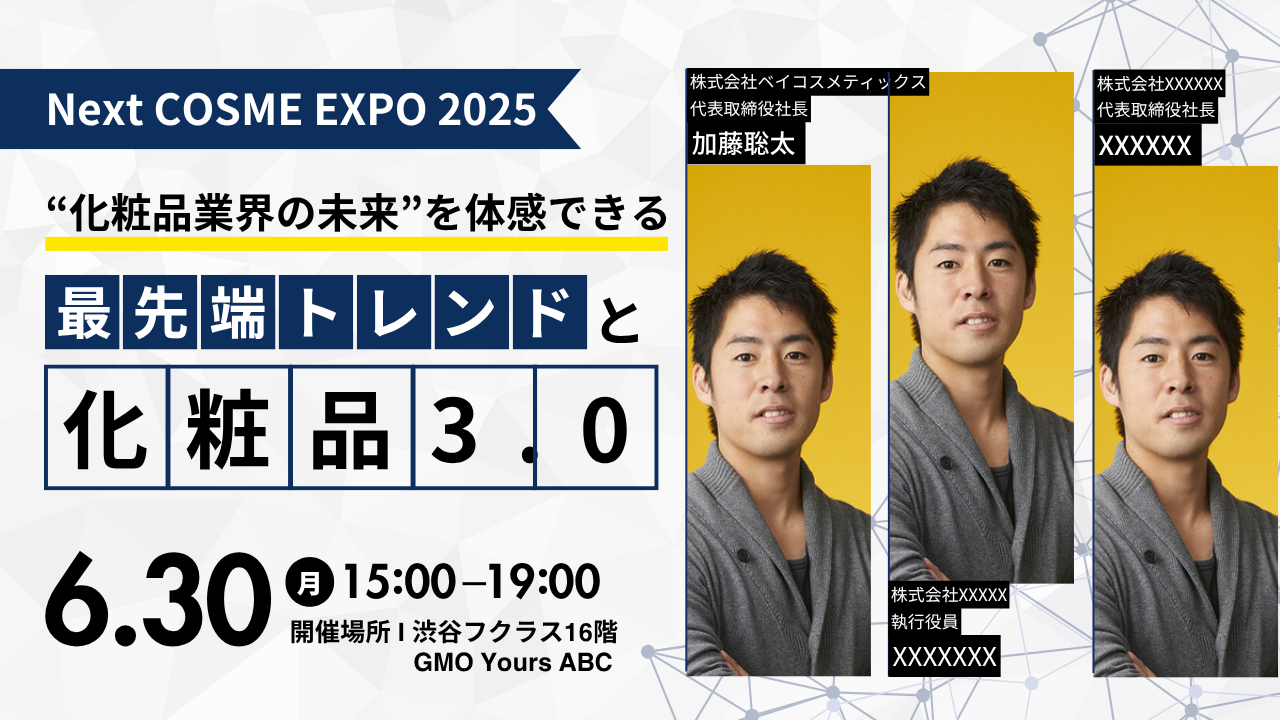 Next COSME EXPO 2025
“化粧品業界の未来”を体感できる
最先端トレンドと
化粧品3.0
6.30 月 15:00–19:00
開催場所 I 渋谷フクラス16階
GMO Yours ABC
株式会社ベイコスメティックス
代表取締役社長
加藤聡太
株式会社XXXXX
執行役員
XXXXXXX
株式会社XXXXXX
代表取締役社長
XXXXXX